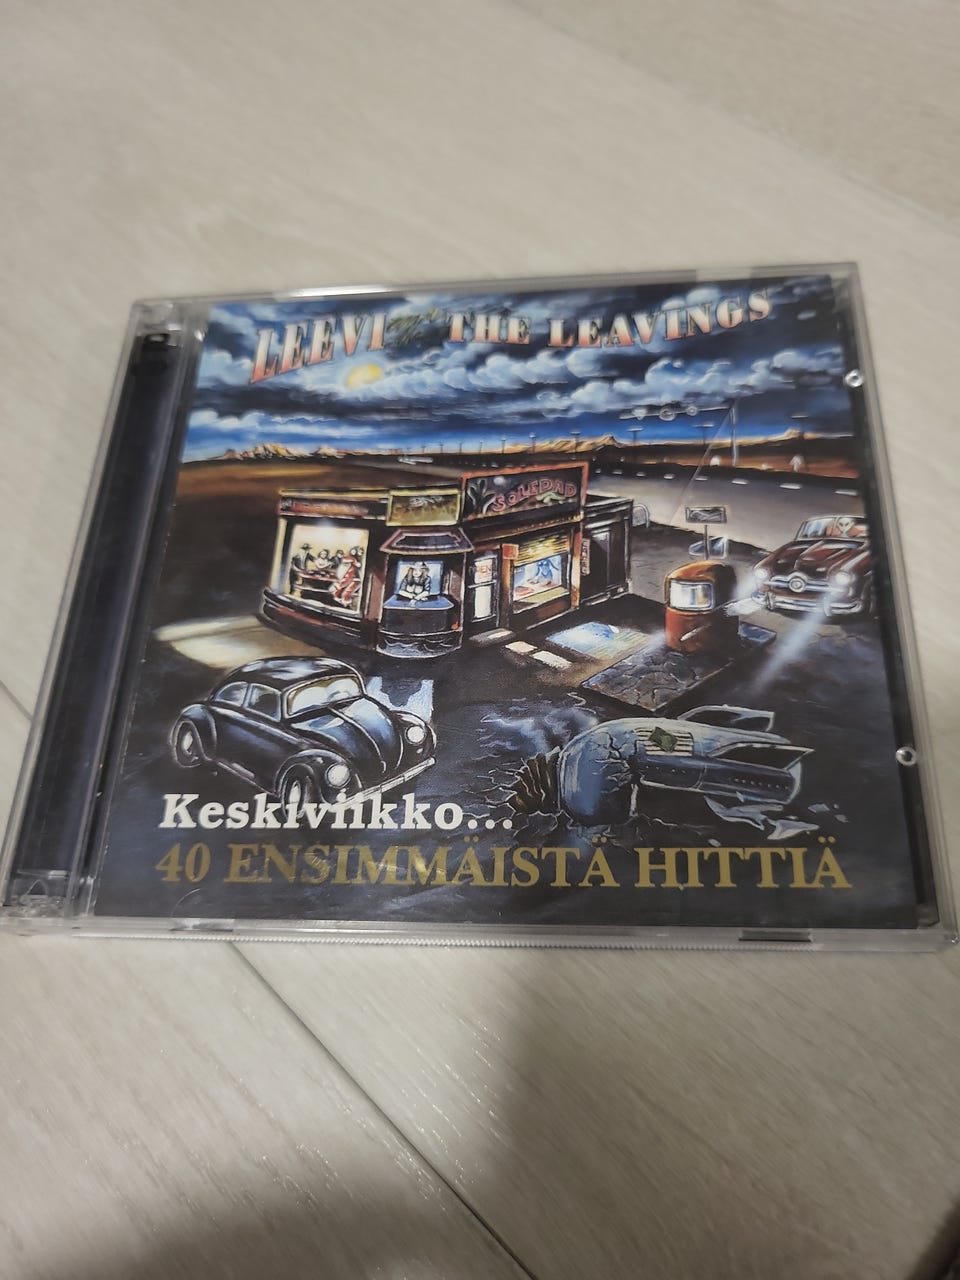 LEEVI THE LEAVINGS
SOLEDAD
Keskiviikko...
40 ENSIMMÄISTÄ HITTIÄ